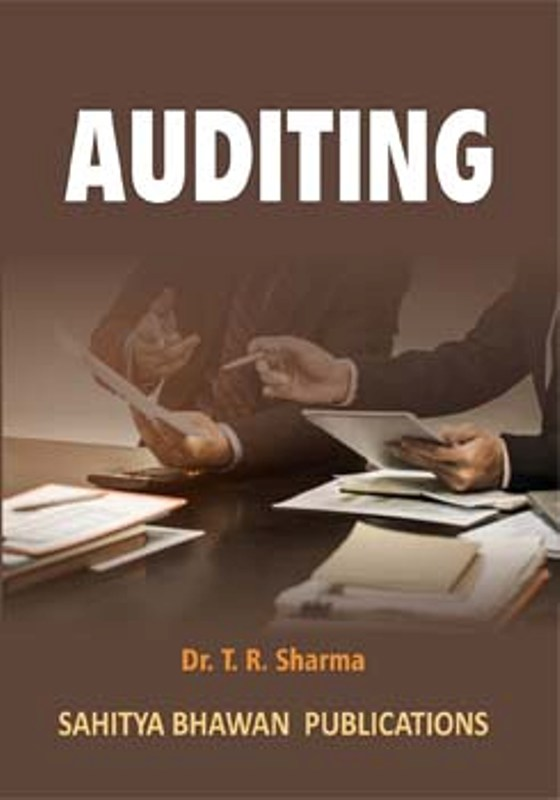 AUDITING
Dr. T. R. Sharma
SAHITYA BHAWAN PUBLICATIONS